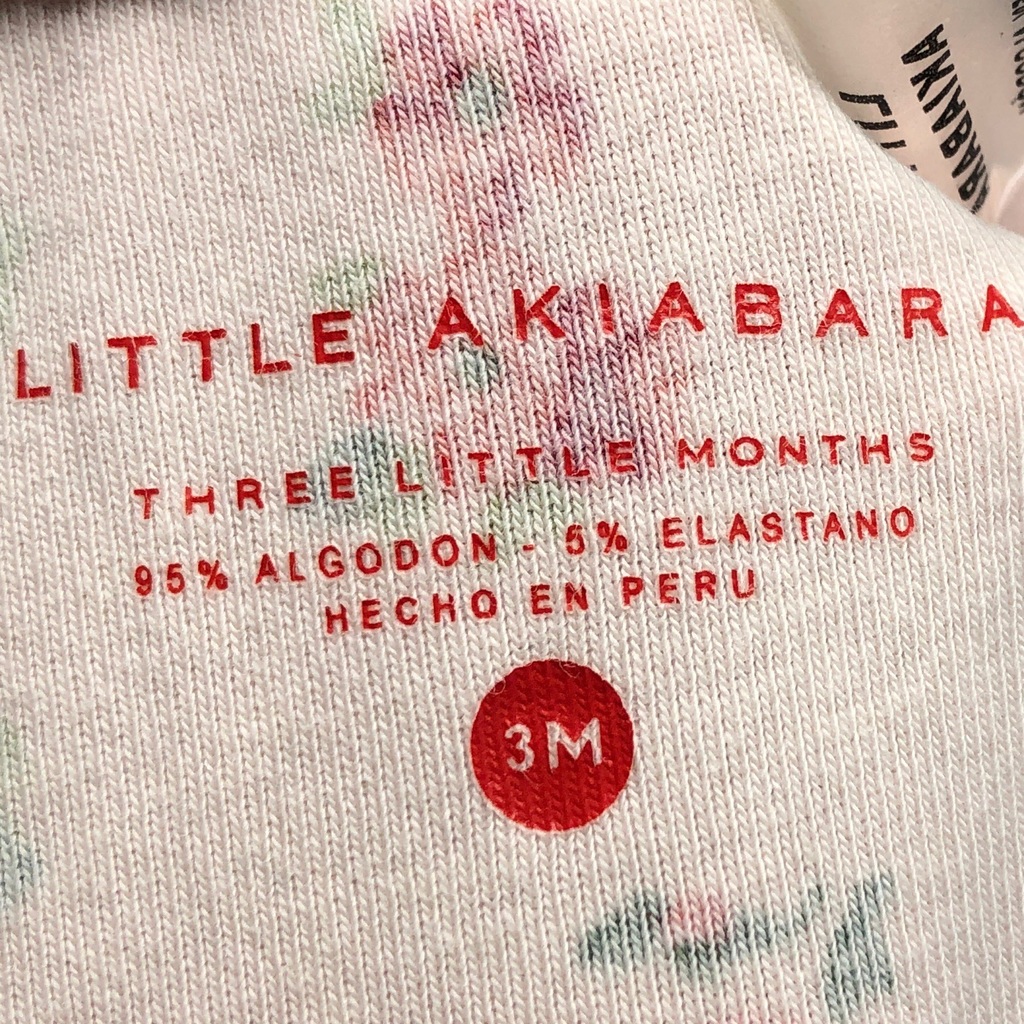 LITTLE AKIABARA
THREE LITTLE MONTHS
95% ALGODON - 5% ELASTANO
HECHO EN PERU
3M